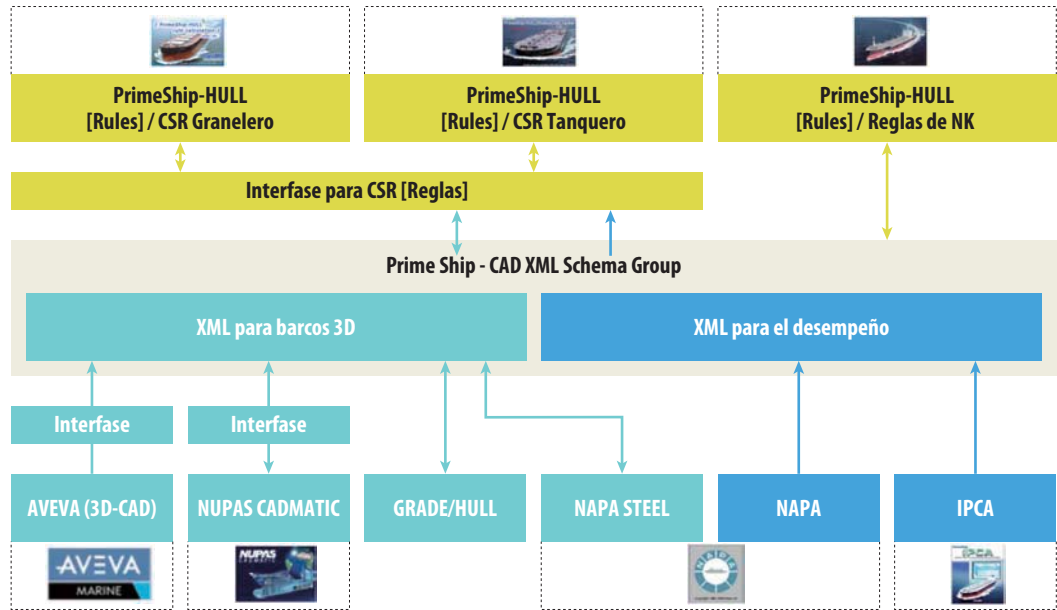 PrimeShip-HULL
[Rules] / CSR Granelero
PrimeShip-HULL
[Rules] / CSR Tanquero
PrimeShip-HULL
[Rules] / Reglas de NK
Interfase para CSR [Reglas]
Prime Ship - CAD XML Schema Group
XML para barcos 3D
XML para el desempeño
Interfase
Interfase
AVEVA (3D-CAD)
NUPAS CADMATIC
GRADE/HULL
NAPA STEEL
NAPA
IPCA
AVEVA
MARINE
NUPAS
CADMATIC
NAPA
IPCA